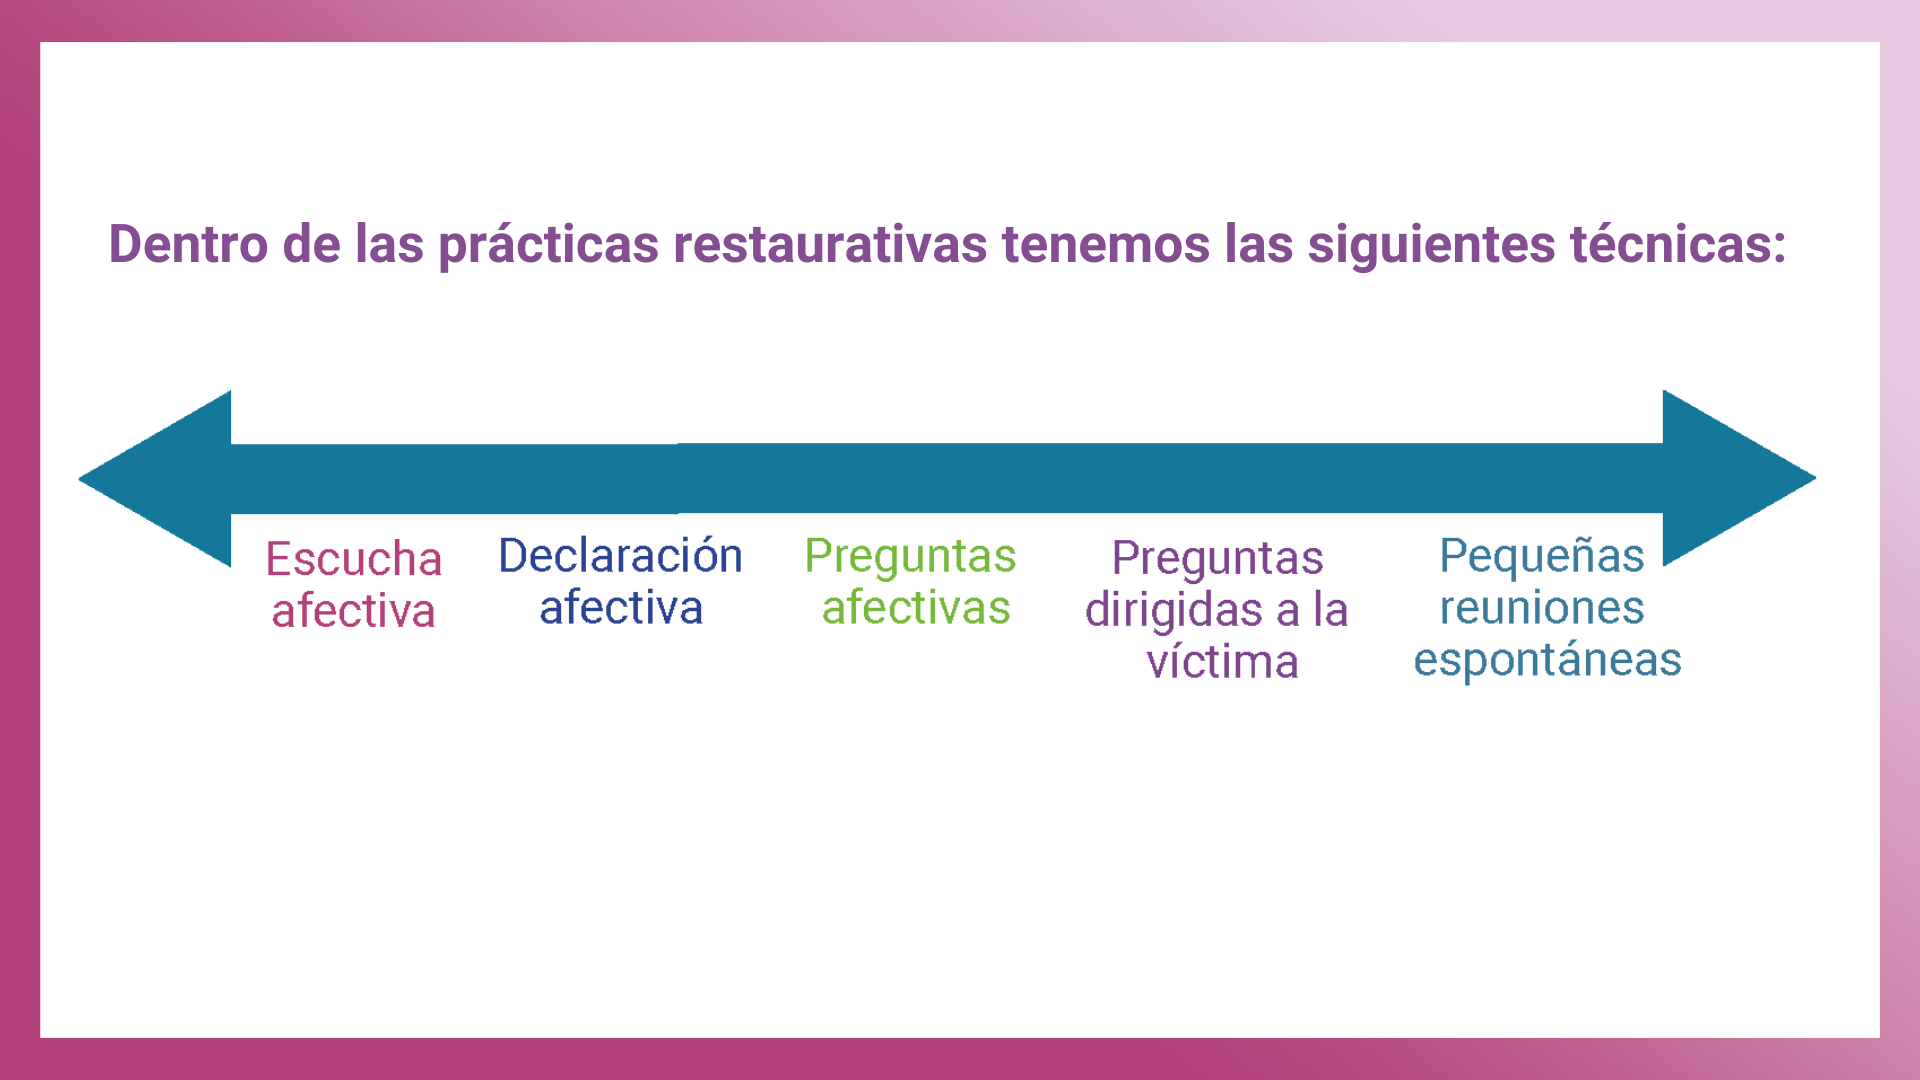 Dentro de las prácticas restaurativas tenemos las siguientes técnicas:
Escucha
afectiva
Declaración
afectiva
Preguntas
afectivas
Preguntas
dirigidas a la
víctima
Pequeñas
reuniones
espontáneas